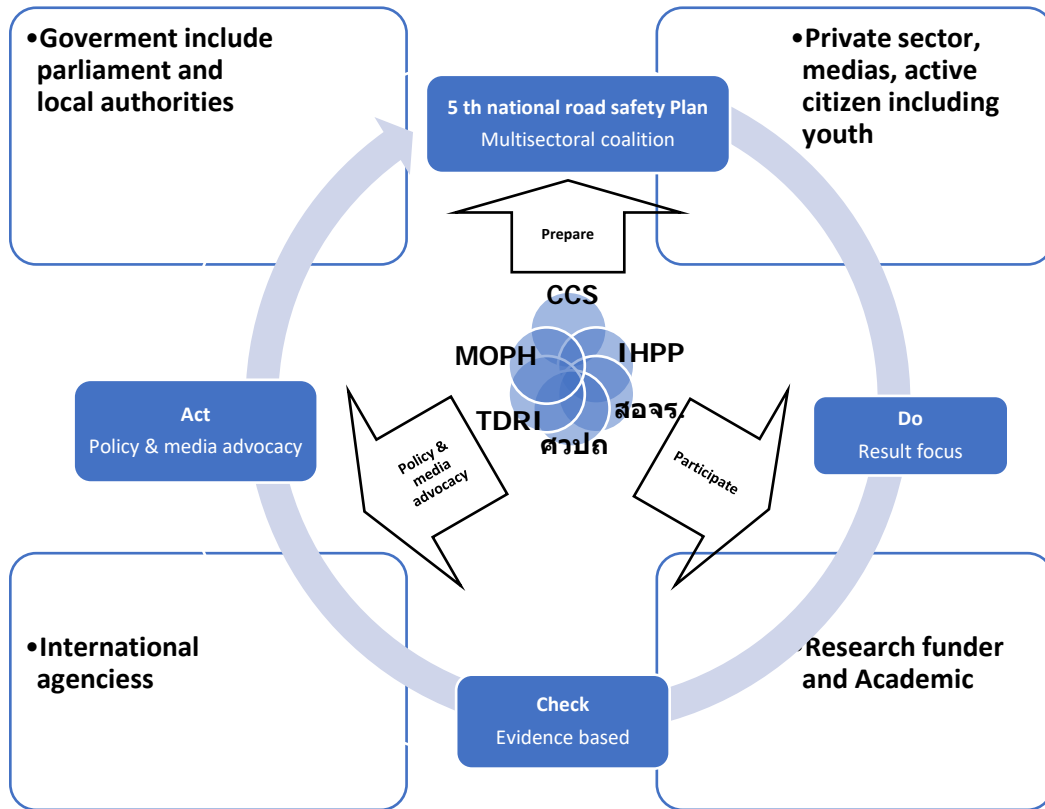 •Goverment include
parliament and
local authorities
•Private sector,
medias, active
citizen including
youth
5 th national road safety Plan
Multisectoral coalition
Prepare
CCS
MOPH
IHPP
TDRI
สอจร.
ศวปถ
Act
Policy & media advocacy
Policy &
media
advocacy
Participate
Do
Result focus
•International
agenciess
•Research funder
and Academic
Check
Evidence based